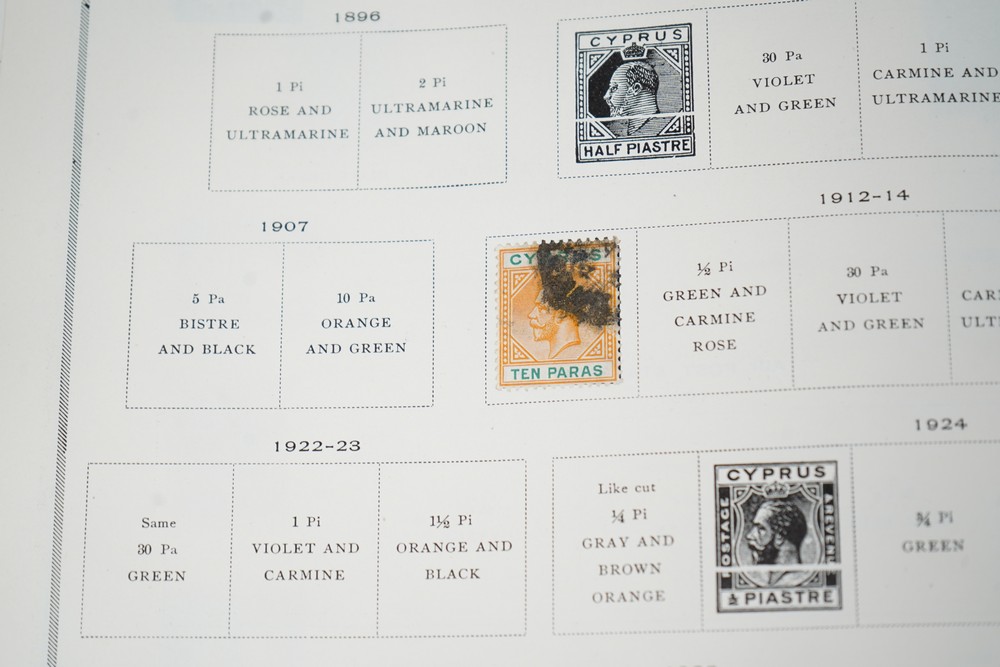 1896
1 Pi
ROSE AND
ULTRAMARINE
2 Pi
ULTRAMARINE
AND MAROON
CYPRUS
HALF PIASTRE
30 Pa
VIOLET
AND GREEN
1 Pi
CARMINE AND
ULTRAMARINE
1907
5 Pa
BISTRE
AND BLACK
10 Pa
ORANGE
AND GREEN
1912-14
CYPRUS
TEN PARAS
½ Pi
GREEN AND
CARMINE
ROSE
30 Pa
VIOLET
AND GREEN
CAR
ULT
1922-23
Same
30 Pa
GREEN
1 Pi
VIOLET AND
CARMINE
1½ Pi
ORANGE AND
BLACK
1924
Like cut
¼ Pi
GRAY AND
BROWN
ORANGE
CYPRUS
POSTAGE
& REVENUE
½ PIASTRE
¾ Pi
GREEN